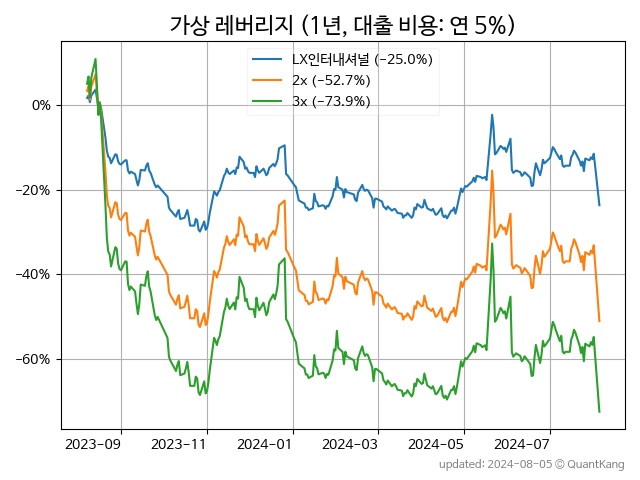 가상 레버리지 (1년, 대출 비용: 연 5%)
LX인터내셔널 (−25.0%)
2x (−52.7%)
3x (−73.9%)
0%
−20%
−40%
−60%
2023-09
2023-11
2024-01
2024-03
2024-05
2024-07
updated: 2024-08-05 © QuantKang